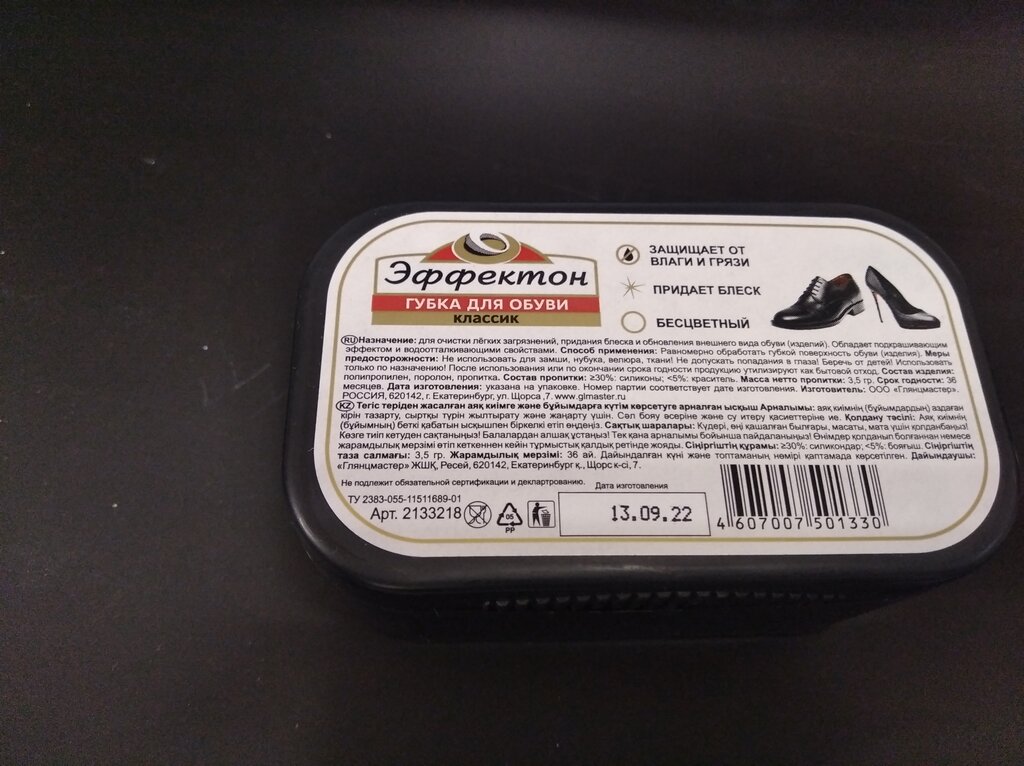 Эффектон
ГУБКА ДЛЯ ОБУВИ
классик
ЗАЩИЩАЕТ ОТ
ВЛАГИ И ГРЯЗИ
ПРИДАЕТ БЛЕСК
БЕСЦВЕТНЫЙ
RU Назначение: для очистки лёгких загрязнений, придания блеска и обновления внешнего вида обуви (изделий). Обладает подкрашивающим
эффектом и водоотталкивающими свойствами. Способ применения: Равномерно обработать губкой поверхность обуви (изделия). Меры
предосторожности: Не использовать для замши, нубука, велюра, ткани! Не допускать попадания в глаза! Беречь от детей! Использовать
только по назначению! После использования или по окончании срока годности продукцию утилизируют как бытовой отход. Состав изделия:
полипропилен, поролон, пропитка. Состав пропитки: ≥30%: силиконы; <5%: краситель. Масса нетто пропитки: 3,5 гр. Срок годности: 36
месяцев. Дата изготовления: указана на упаковке. Номер партии соответствует дате изготовления. Изготовитель: ООО «Глянцмастер».
РОССИЯ, 620142, г. Екатеринбург, ул. Щорса ,7. www.glmaster.ru
KZ Тегіс теріден жасалған аяқ киімге және бұйымдарға күтім көрсетуге арналған ысқыш Арналымы: аяқ киімнің (бұйымдардың) аздаған
кірін тазарту, сыртқы түрін жылтырату және жаңарту үшін. Сәл бояу әсеріне және су итеру қасиеттеріне ие. Қолдану тәсілі: Аяқ киімнің
(бұйымның) беткі қабатын ысқышпен біркелкі етіп өңдеңіз. Сақтық шаралары: Күдері, өңі қашалған былғары, масаты, мата үшін қолданбаңыз!
Көзге тиіп кетуден сақтаныңыз! Балалардан алшақ ұстаңыз! Тек қана арналымы бойынша пайдаланыңыз! Өнімдер қолданып болғаннан немесе
жарамдылық мерзімі өтіп кеткеннен кейін тұрмыстық қалдық ретінде жояды. Сіңіргіштің құрамы: ≥30%: силикондар; <5%: бояғыш. Сіңіргіштің
таза салмағы: 3,5 гр. Жарамдылық мерзімі: 36 ай. Дайындалған күні және топтаманың нөмірі қаптамада көрсетілген. Дайындаушы:
«Глянцмастер» ЖШҚ, Ресей, 620142, Екатеринбург қ., Щорс к-сі, 7.
Не подлежит обязательной сертификации и декларированию.
Дата изготовления
ТУ 2383-055-11511689-01
Арт. 2133218
05
PP
13.09.22
4 607007 501330